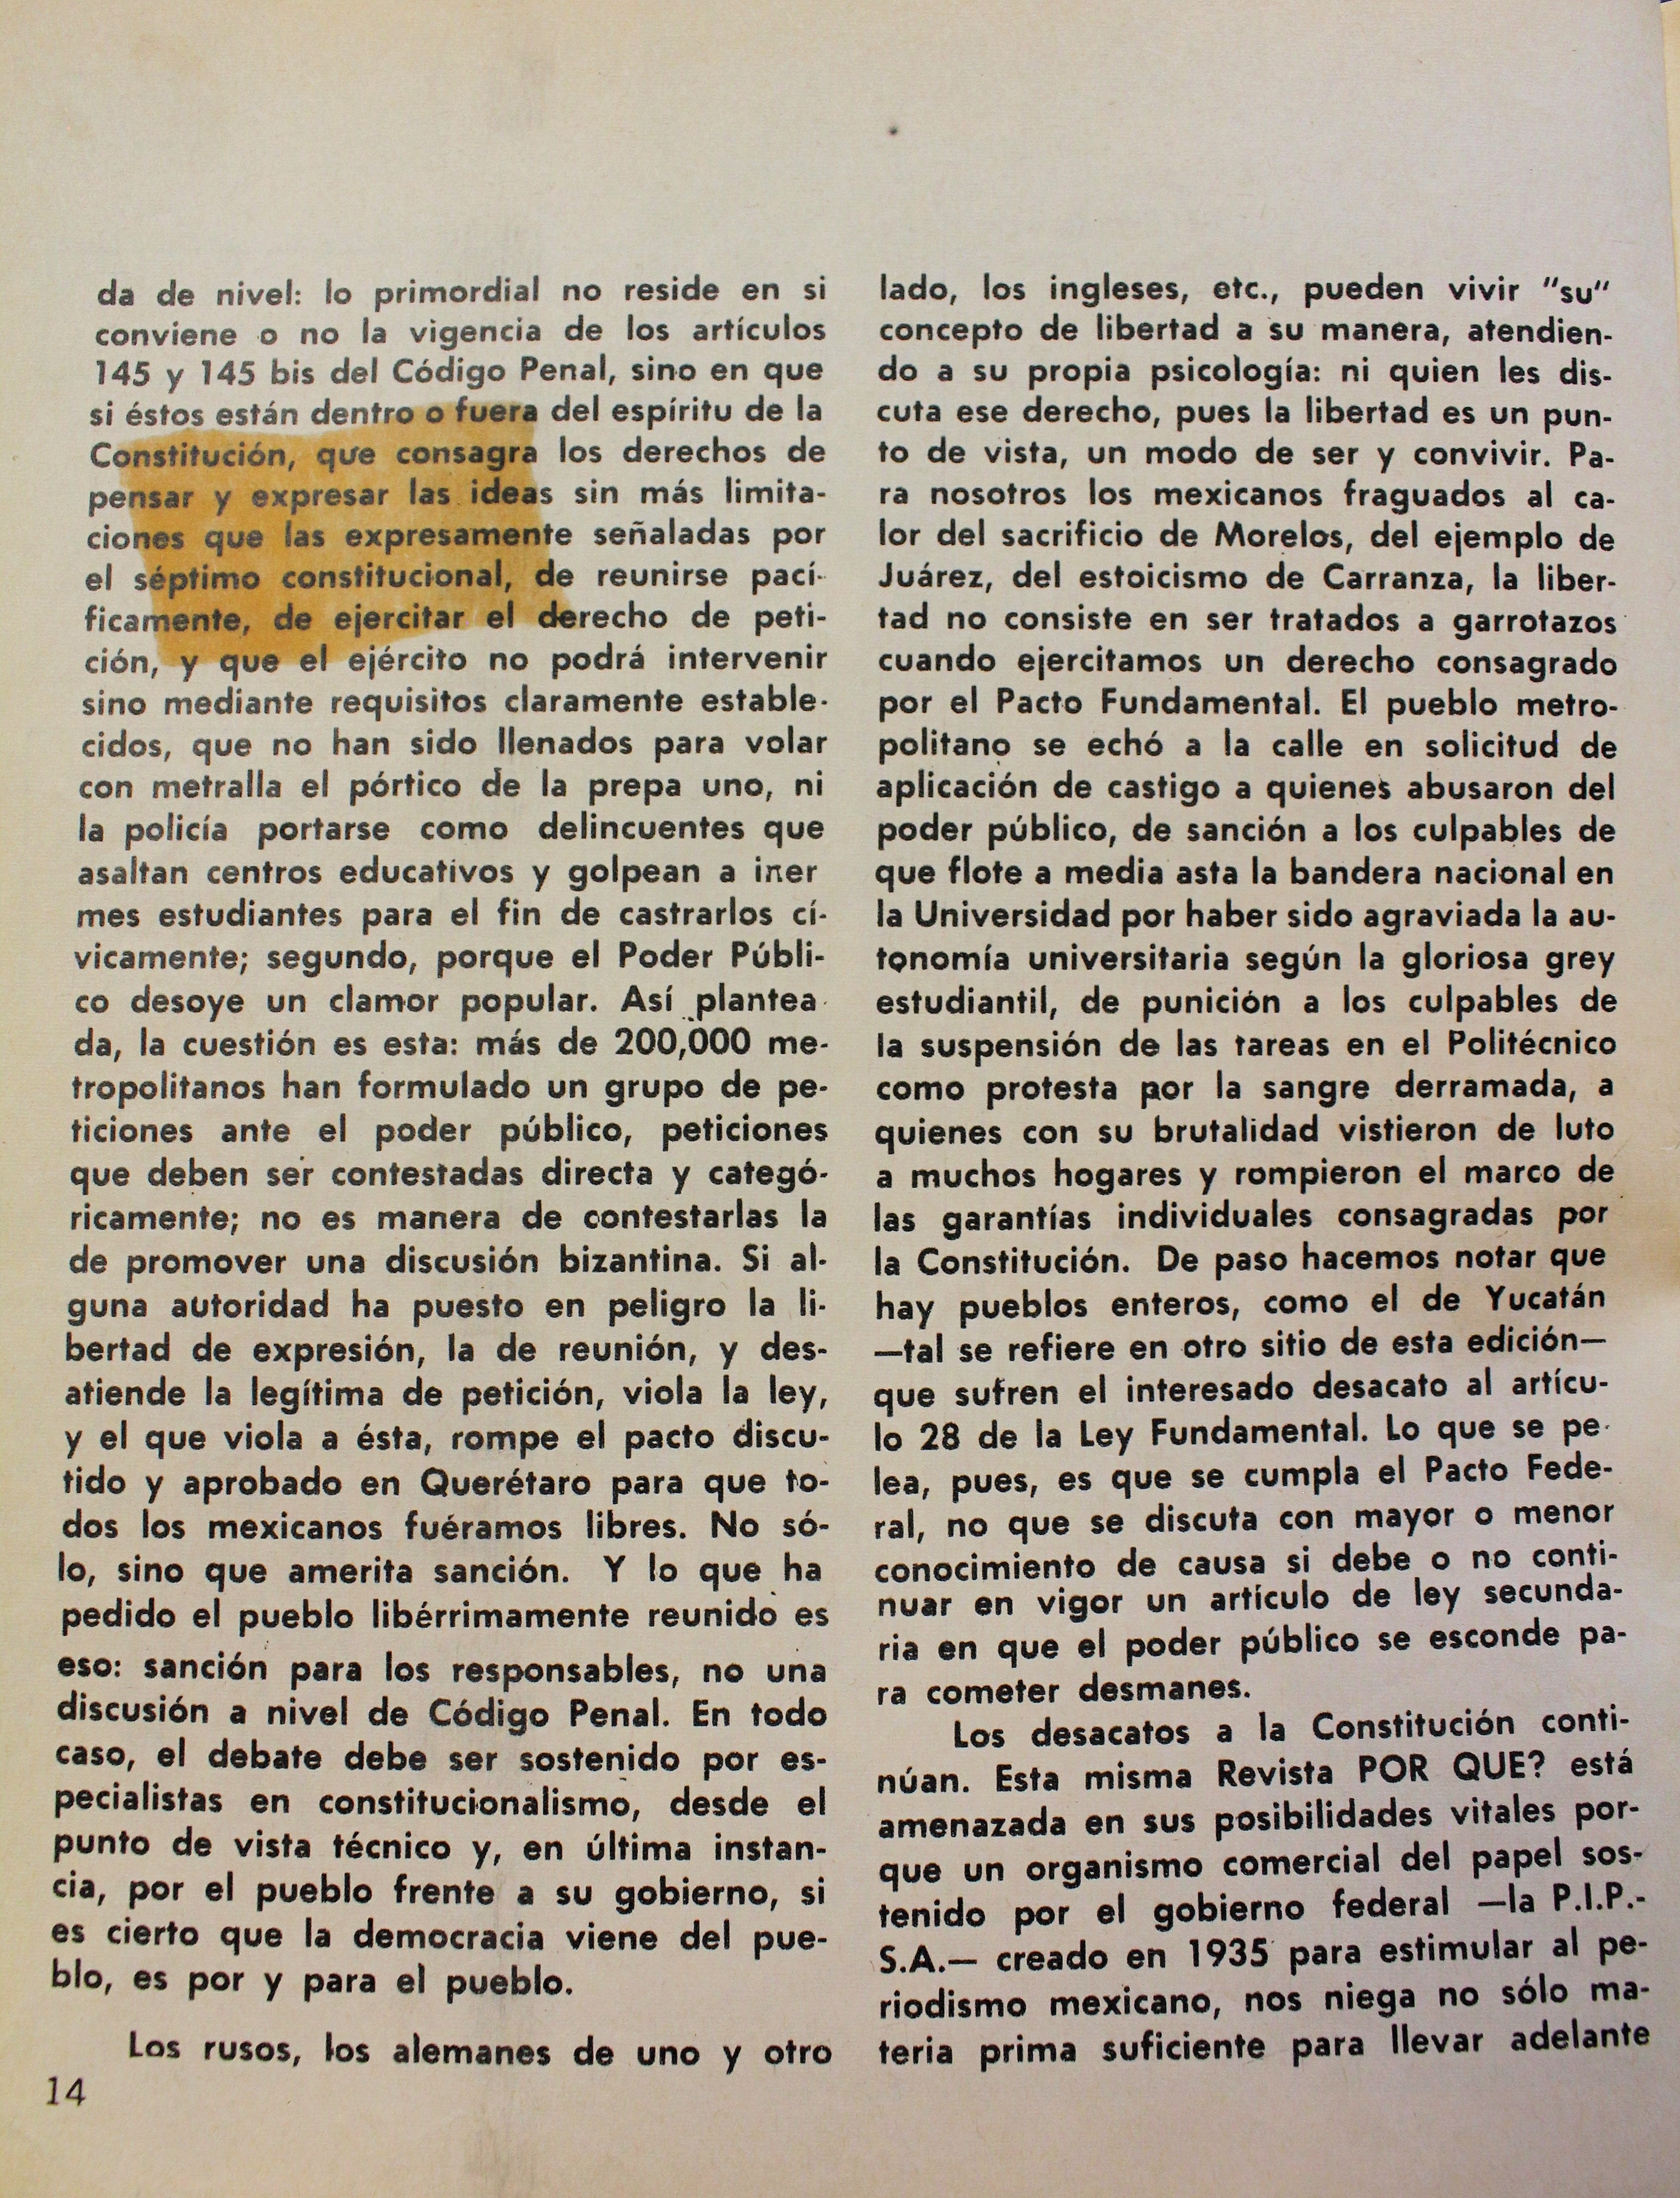 da de nivel: lo primordial no reside en si
conviene o no la vigencia de los artículos
145 y 145 bis del Código Penal, sino en que
si éstos están dentro o fuera del espíritu de la
Constitución, que consagra los derechos de
pensar y expresar las ideas sin más limita-
ciones que las expresamente señaladas por
el séptimo constitucional, de reunirse pací-
ficamente, de ejercitar el derecho de peti-
ción, y que el ejército no podrá intervenir
sino mediante requisitos claramente estable-
cidos, que no han sido llenados para volar
con metralla el pórtico de la prepa uno, ni
la policía portarse como delincuentes que
asaltan centros educativos y golpean a iner
mes estudiantes para el fin de castrarlos cí-
vicamente; segundo, porque el Poder Públi-
co desoye un clamor popular. Así plantea
da, la cuestión es esta: más de 200,000 me-
tropolitanos han formulado un grupo de pe-
ticiones ante el poder público, peticiones
que deben ser contestadas directa y categó-
ricamente; no es manera de contestarlas la
de promover una discusión bizantina. Si al-
guna autoridad ha puesto en peligro la li-
bertad de expresión, la de reunión, y des-
atiende la legítima de petición, viola la ley,
y el que viola a ésta, rompe el pacto discu-
tido y aprobado en Querétaro para que to-
dos los mexicanos fuéramos libres. No só-
lo, sino que amerita sanción. Y lo que ha
pedido el pueblo libérrimamente reunido es
eso: sanción para los responsables, no una
discusión a nivel de Código Penal. En todo
caso, el debate debe ser sostenido por es-
pecialistas en constitucionalismo, desde el
punto de vista técnico y, en última instan-
cia, por el pueblo frente a su gobierno, si
es cierto que la democracia viene del pue-
blo, es por y para el pueblo.
Los rusos, los alemanes de uno y otro
14
lado, los ingleses, etc., pueden vivir "su"
concepto de libertad a su manera, atendien-
do a su propia psicología: ni quien les dis-
cuta ese derecho, pues la libertad es un pun-
to de vista, un modo de ser y convivir. Pa-
ra nosotros los mexicanos fraguados al ca-
lor del sacrificio de Morelos, del ejemplo de
Juárez, del estoicismo de Carranza, la liber-
tad no consiste en ser tratados a garrotazos
cuando ejercitamos un derecho consagrado
por el Pacto Fundamental. El pueblo metro-
politano se echó a la calle en solicitud de
aplicación de castigo a quienes abusaron del
poder público, de sanción a los culpables de
que flote a media asta la bandera nacional en
la Universidad por haber sido agraviada la au-
tonomía universitaria según la gloriosa grey
estudiantil, de punición a los culpables de
la suspensión de las tareas en el Politécnico
como protesta por la sangre derramada, a
quienes con su brutalidad vistieron de luto
a muchos hogares y rompieron el marco de
las garantías individuales consagradas por
la Constitución. De paso hacemos notar que
hay pueblos enteros, como el de Yucatán
—tal se refiere en otro sitio de esta edición—
que sufren el interesado desacato al artícu-
lo 28 de la Ley Fundamental. Lo que se pe-
lea, pues, es que se cumpla el Pacto Fede-
ral, no que se discuta con mayor o menor
conocimiento de causa si debe o no conti-
nuar en vigor un artículo de ley secunda-
ria en que el poder público se esconde pa-
ra cometer desmanes.
Los desacatos a la Constitución conti-
núan. Esta misma Revista POR QUE? está
amenazada en sus posibilidades vitales por-
que un organismo comercial del papel sos-
tenido por el gobierno federal —la P.I.P.-
S.A.— creado en 1935 para estimular al pe-
riodismo mexicano, nos niega no sólo ma-
teria prima suficiente para llevar adelante